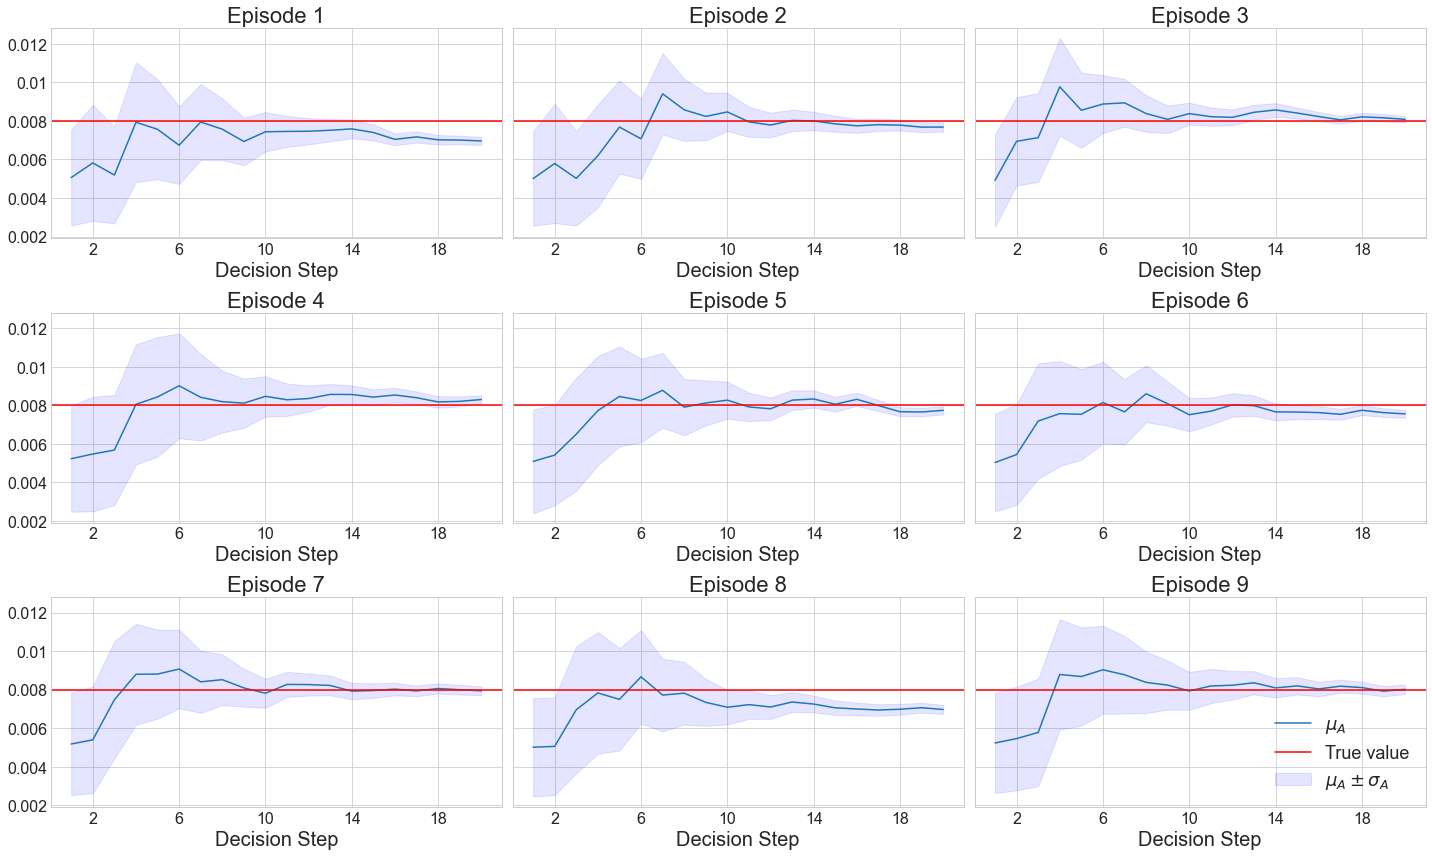 Episode 1
Episode 2
Episode 3
0.012
0.01
0.008
0.006
0.004
0.002
2 6 10 14 18
2 6 10 14 18
2 6 10 14 18
Decision Step
Decision Step
Decision Step
Episode 4
Episode 5
Episode 6
0.012
0.01
0.008
0.006
0.004
0.002
2 6 10 14 18
2 6 10 14 18
2 6 10 14 18
Decision Step
Decision Step
Decision Step
Episode 7
Episode 8
Episode 9
0.012
0.01
0.008
0.006
0.004
0.002
μ_A
True value
μ_A ± σ_A
2 6 10 14 18
2 6 10 14 18
2 6 10 14 18
Decision Step
Decision Step
Decision Step